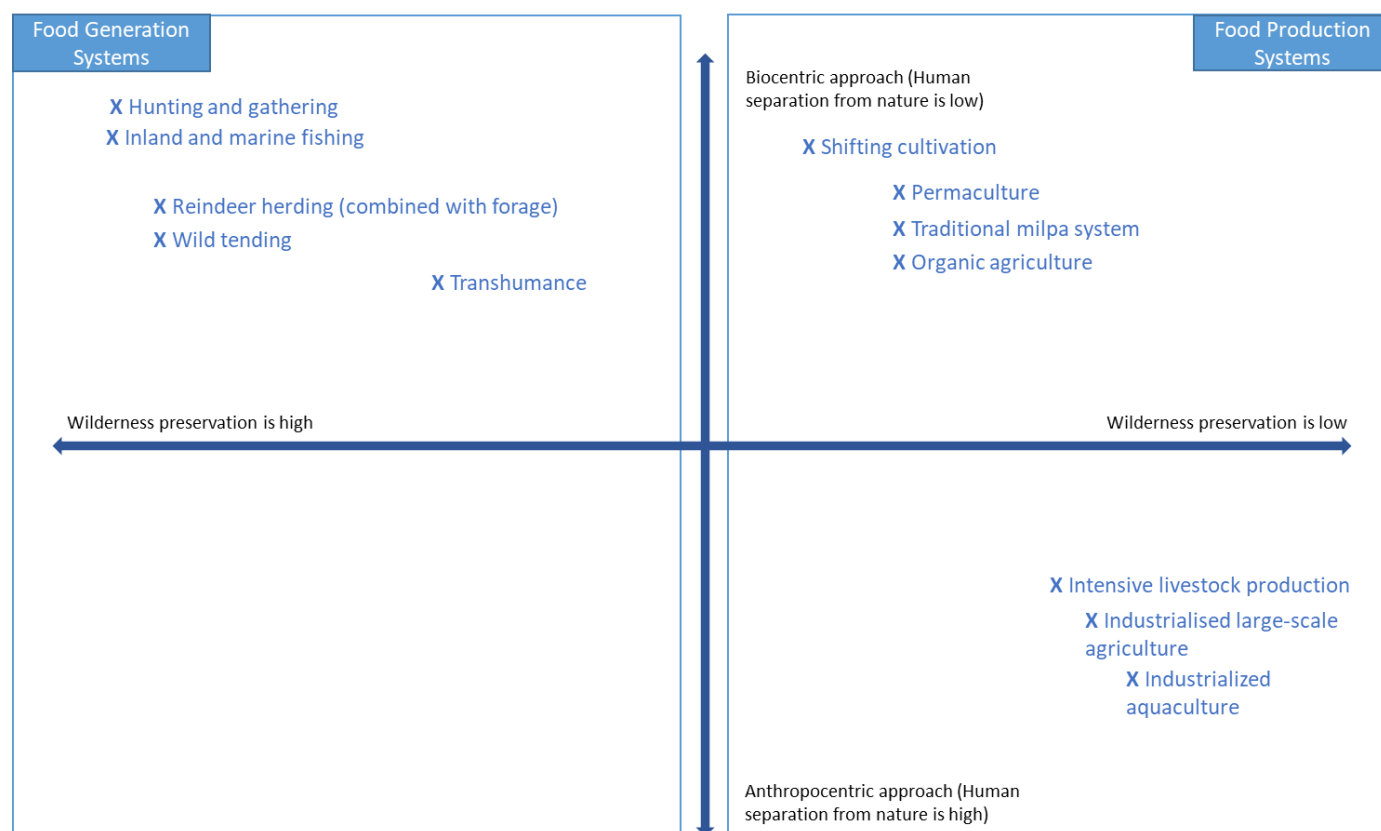 Food Generation
Systems
Food Production
Systems
Biocentric approach (Human
separation from nature is low)
X Hunting and gathering
X Inland and marine fishing
X Shifting cultivation
X Reindeer herding (combined with forage)
X Permaculture
X Wild tending
X Traditional milpa system
X Organic agriculture
X Transhumance
Wilderness preservation is high
Wilderness preservation is low
X Intensive livestock production
X Industrialised large-scale
agriculture
X Industrialized
aquaculture
Anthropocentric approach (Human
separation from nature is high)